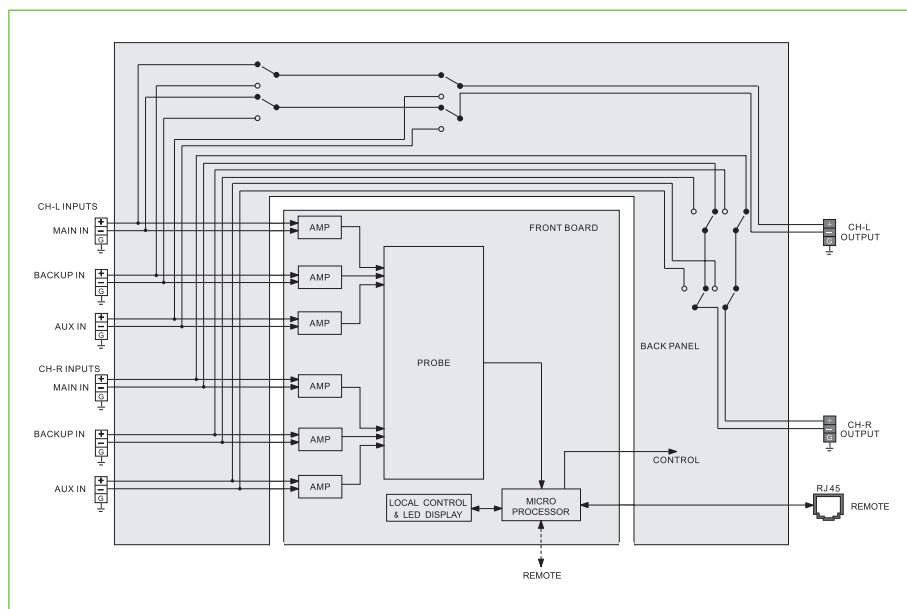 CH-L INPUTS
+
MAIN IN
−
G
BACKUP IN
+
−
G
AUX IN
+
−
G
CH-R INPUTS
+
MAIN IN
−
G
BACKUP IN
+
−
G
AUX IN
+
−
G
AMP
AMP
AMP
AMP
AMP
AMP
FRONT BOARD
PROBE
BACK PANEL
LOCAL CONTROL
& LED DISPLAY
MICRO
PROCESSOR
CONTROL
REMOTE
+
−
G
CH-L
OUTPUT
+
−
G
CH-R
OUTPUT
RJ45
REMOTE